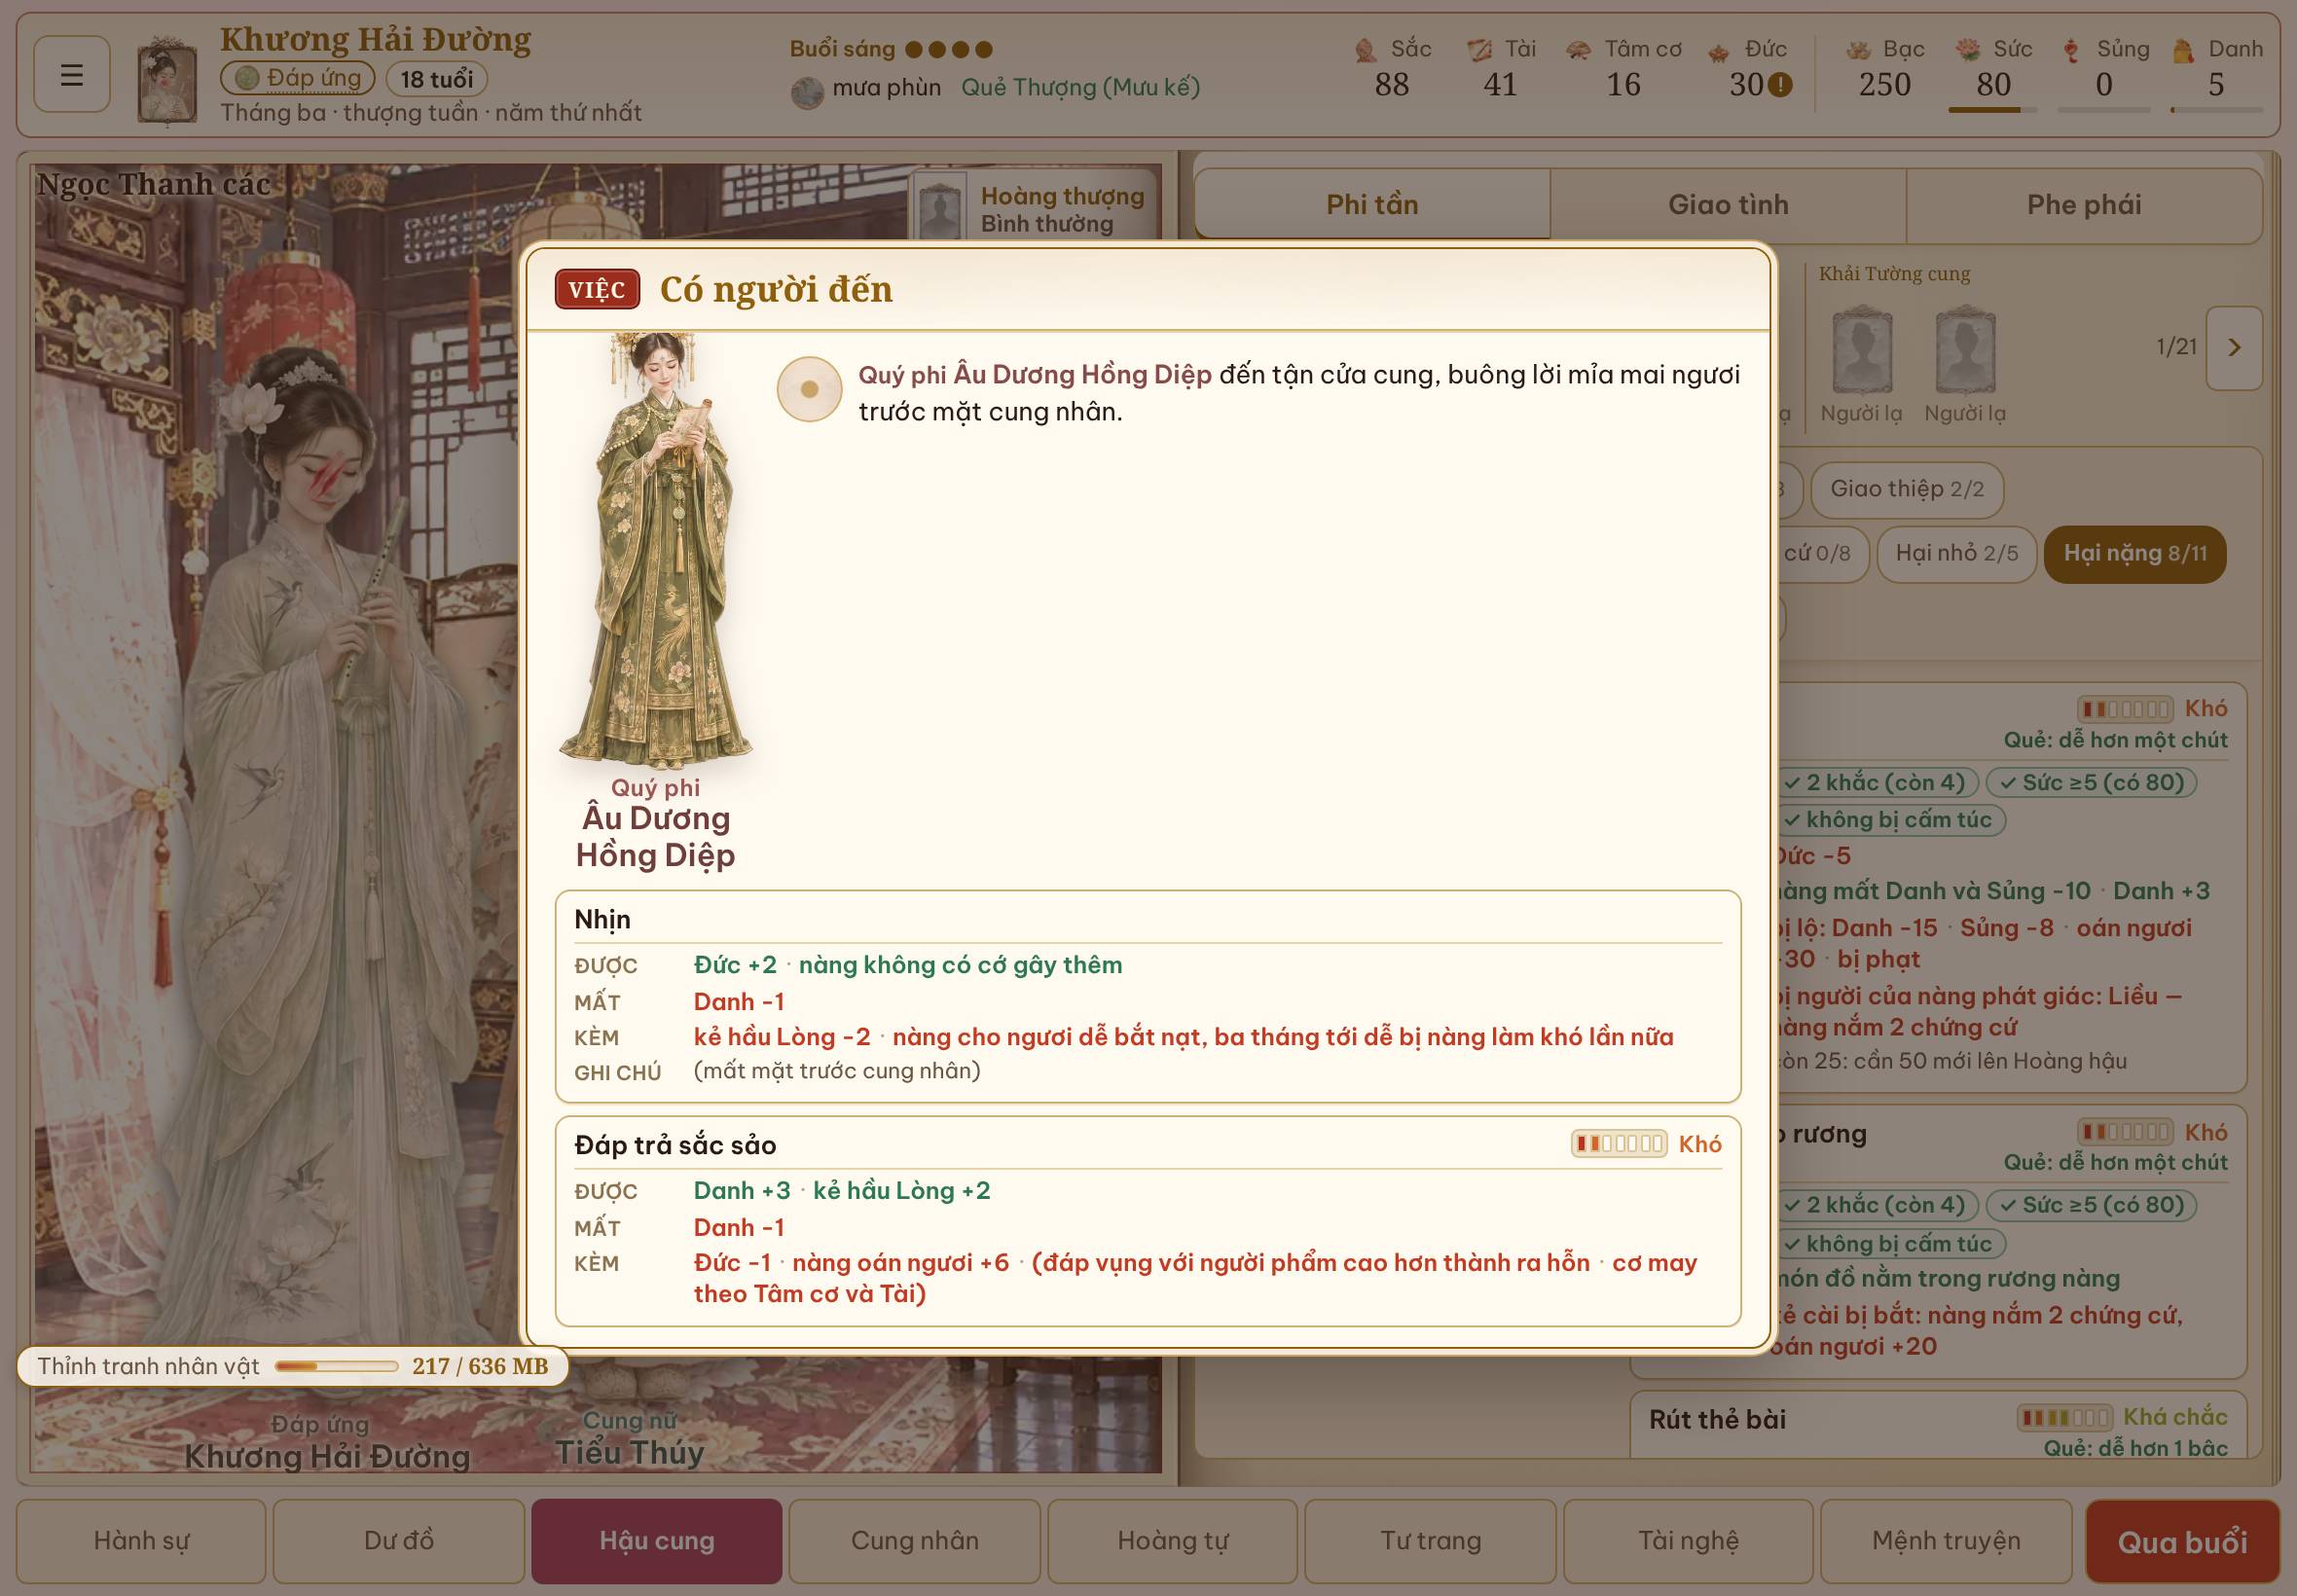 Khương Hải Đường
Đáp ứng
18 tuổi
Tháng ba · thượng tuần · năm thứ nhất
Buổi sáng
mưa phùn Quẻ Thượng (Mưu kế)
Sắc
88
Tài
41
Tâm cơ
16
Đức
30
Bạc
250
Sức
80
Sủng
0
Danh
5
Ngọc Thanh các
Hoàng thượng
Bình thường
Phi tần
Giao tình
Phe phái
Khải Tường cung
Người lạ
Người lạ
1/21
Giao thiệp 2/2
cứ 0/8
Hại nhỏ 2/5
Hại nặng 8/11
VIỆC Có người đến
Quý phi Âu Dương Hồng Diệp đến tận cửa cung, buông lời mỉa mai ngươi
trước mặt cung nhân.
Quý phi
Âu Dương
Hồng Diệp
Nhịn
ĐƯỢC Đức +2 · nàng không có cớ gây thêm
MẤT Danh -1
KÈM kẻ hầu Lòng -2 · nàng cho ngươi dễ bắt nạt, ba tháng tới dễ bị nàng làm khó lần nữa
GHI CHÚ (mất mặt trước cung nhân)
Đáp trả sắc sảo Khó
ĐƯỢC Danh +3 · kẻ hầu Lòng +2
MẤT Danh -1
KÈM Đức -1 · nàng oán ngươi +6 · (đáp vụng với người phẩm cao hơn thành ra hỗn · cơ may
theo Tâm cơ và Tài)
Khó
Quẻ: dễ hơn một chút
✓ 2 khắc (còn 4) ✓ Sức ≥5 (có 80)
✓ không bị cấm túc
Đức -5
nàng mất Danh và Sủng -10 · Danh +3
bị lộ: Danh -15 · Sủng -8 · oán ngươi
+30 · bị phạt
bị người của nàng phát giác: Liều —
nàng nắm 2 chứng cứ
còn 25: cần 50 mới lên Hoàng hậu
rương Khó
Quẻ: dễ hơn một chút
✓ 2 khắc (còn 4) ✓ Sức ≥5 (có 80)
✓ không bị cấm túc
món đồ nằm trong rương nàng
kẻ cài bị bắt: nàng nắm 2 chứng cứ,
oán ngươi +20
Rút thẻ bài Khá chắc
Quẻ: dễ hơn 1 bậc
Thỉnh tranh nhân vật 217 / 636 MB
Đáp ứng
Khương Hải Đường
Cung nữ
Tiểu Thúy
Hành sự
Dư đồ
Hậu cung
Cung nhân
Hoàng tự
Tư trang
Tài nghệ
Mệnh truyện
Qua buổi